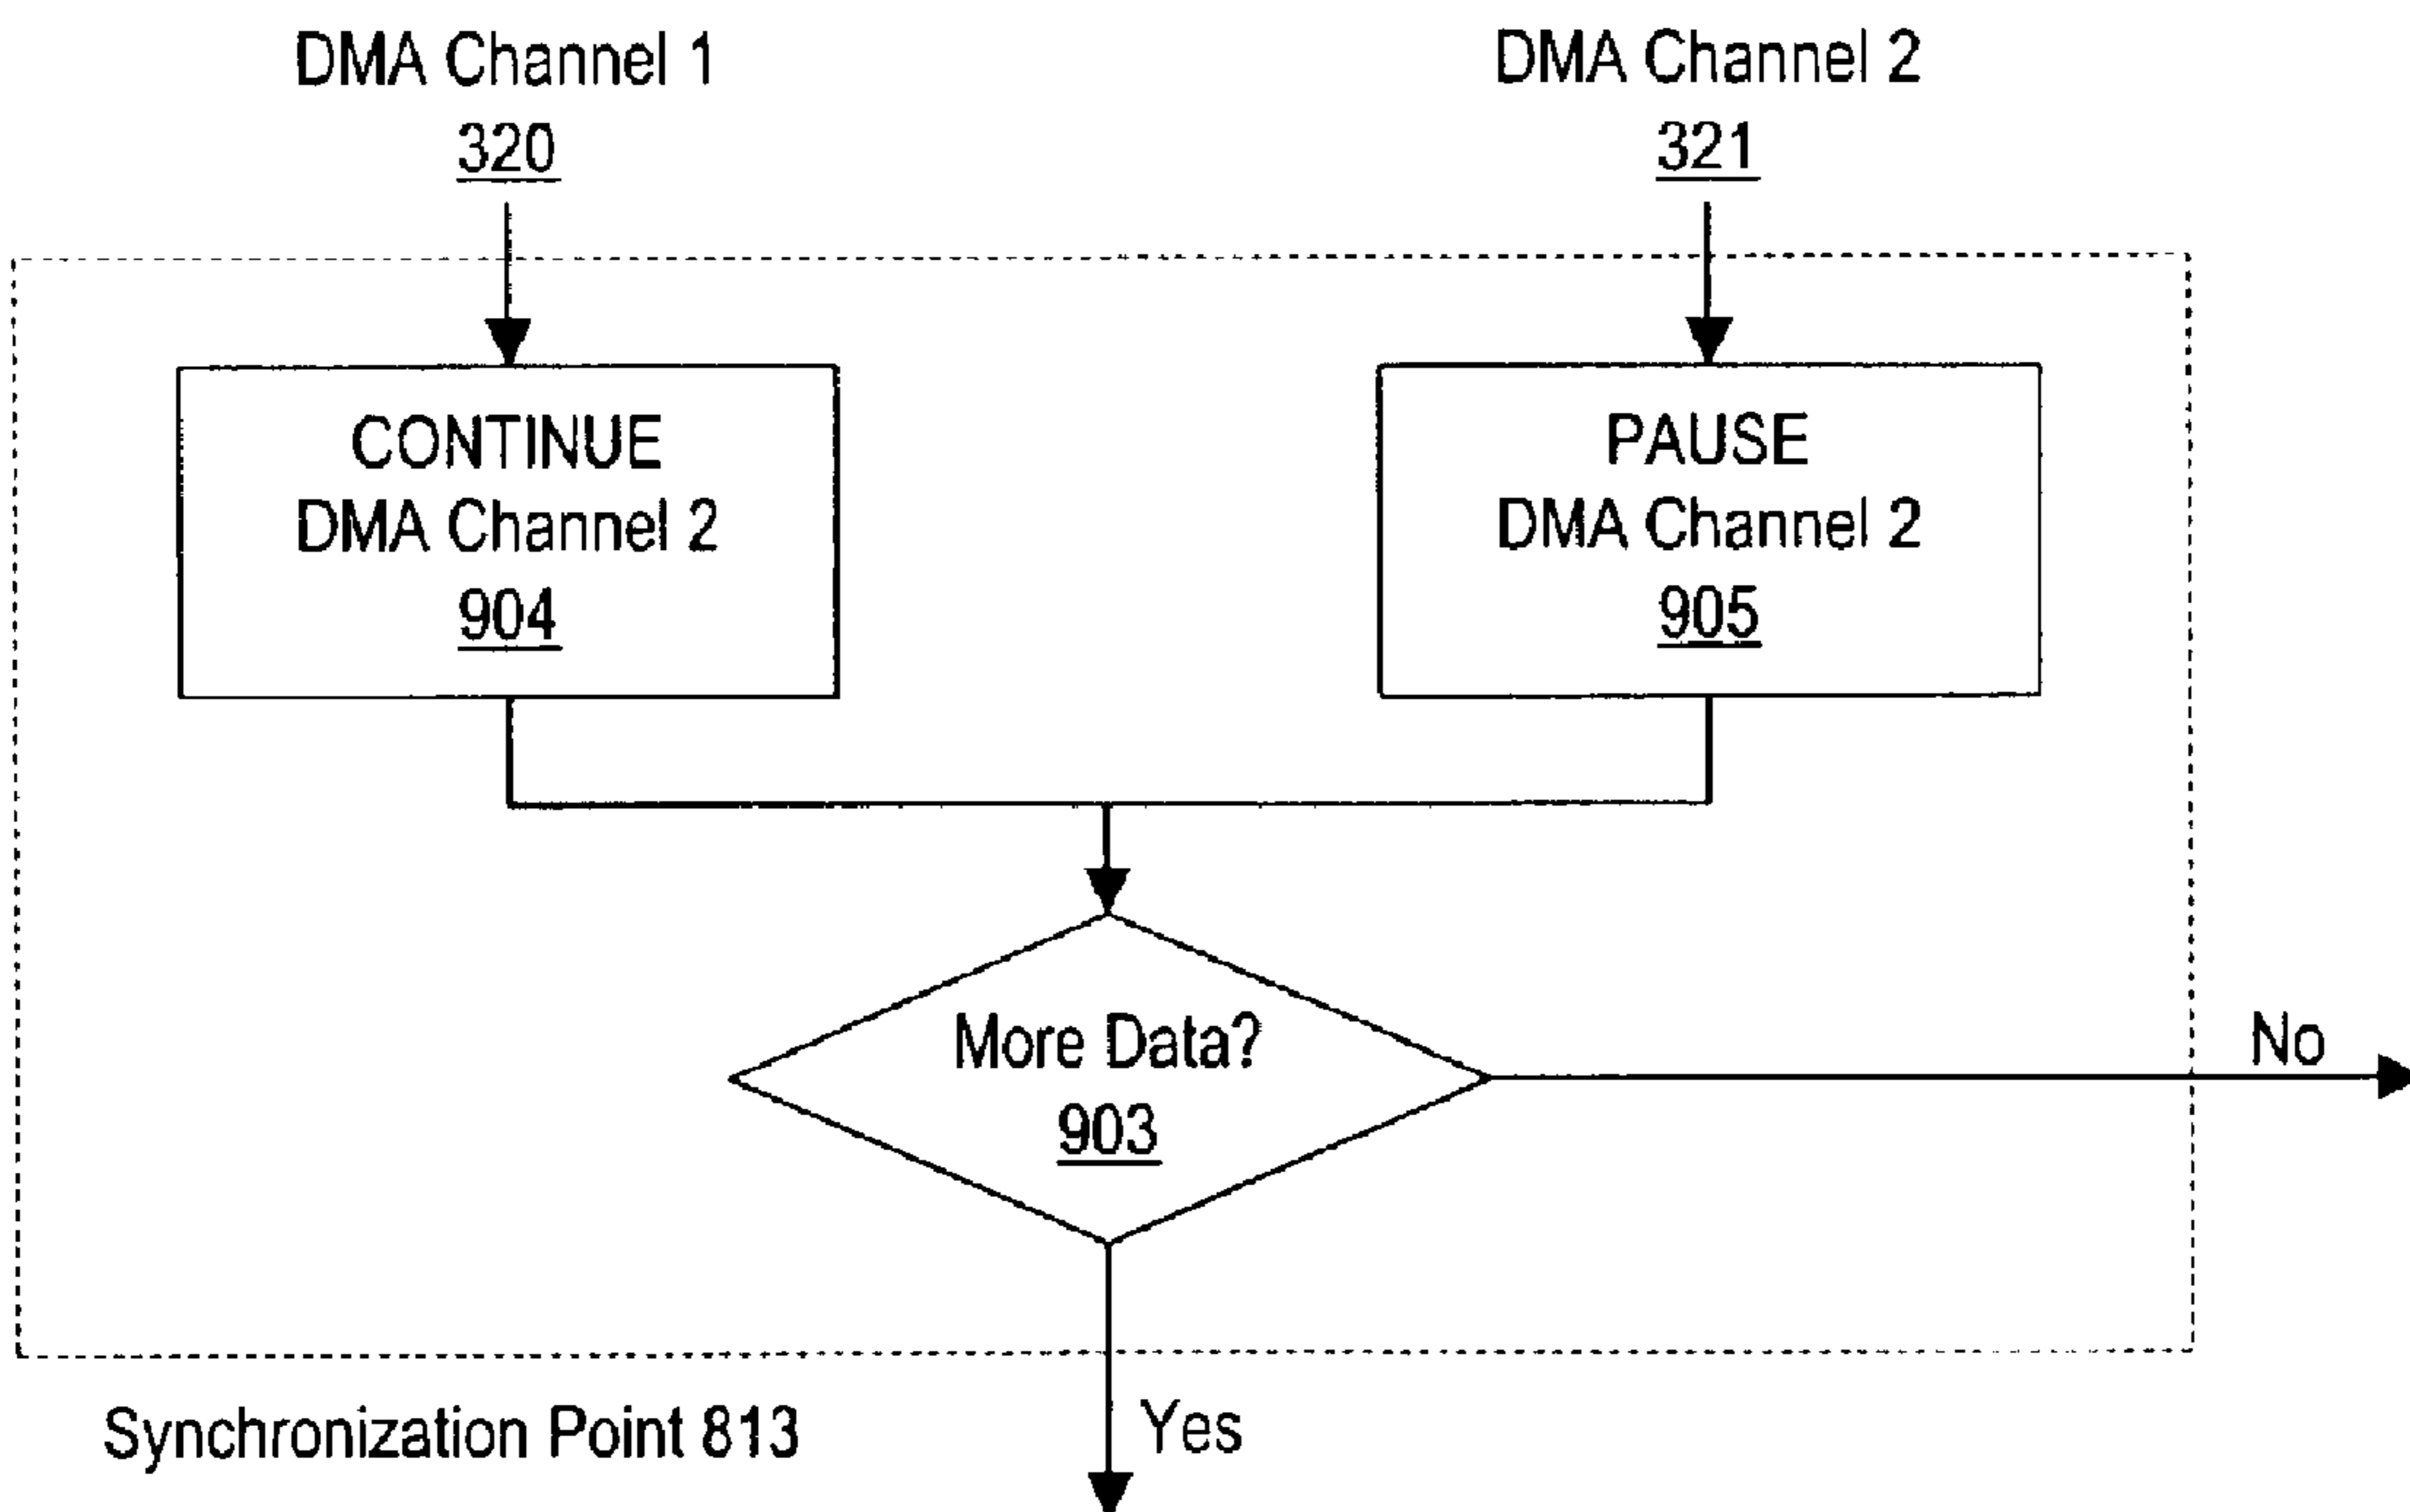 DMA Channel 1
320
DMA Channel 2
321
CONTINUE
DMA Channel 2
904
PAUSE
DMA Channel 2
905
More Data?
903
No
Yes
Synchronization Point 813